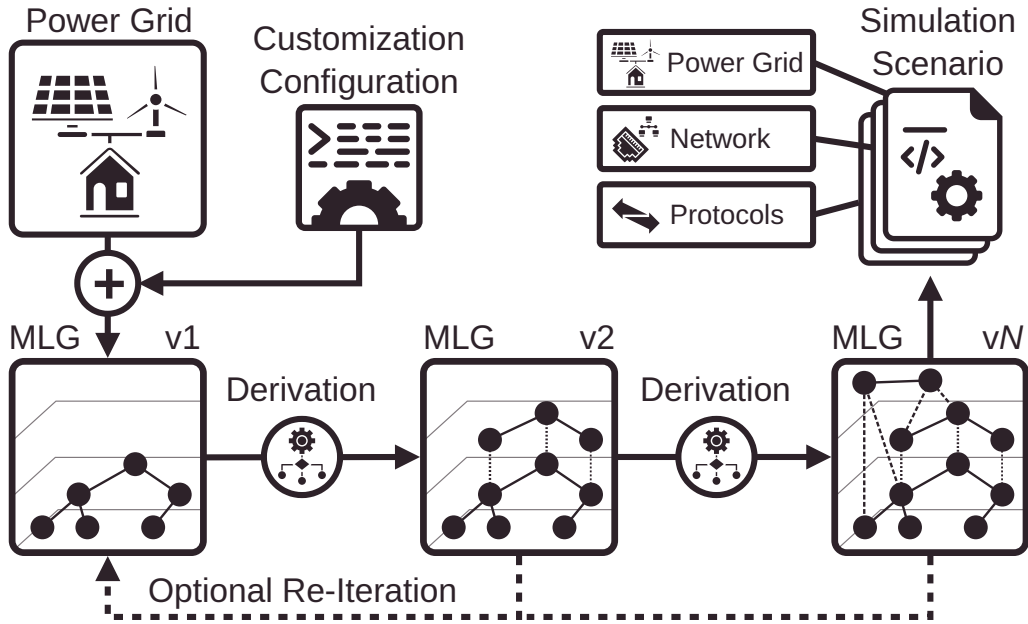 Power Grid
Customization
Configuration
Simulation
Scenario
Power Grid
Network
Protocols
</>
+
MLG v1
MLG v2
MLG vN
Derivation
Derivation
Optional Re-Iteration